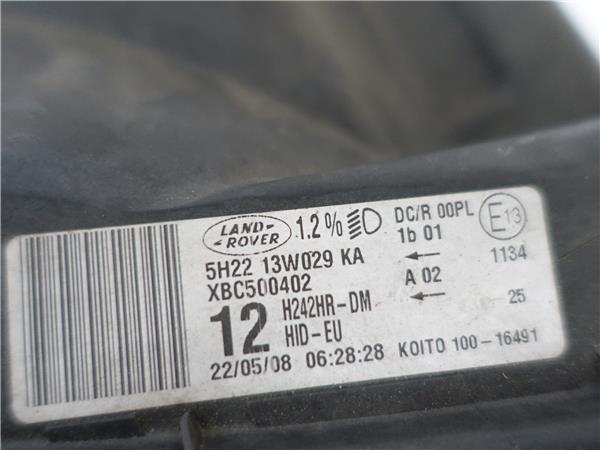 LAND-
ROVER
1.2% DC/R 00PL E13
1b 01
5H22 13W029 KA ← 1134
XBC500402 A 02
12 H242HR-DM ← 25
HID-EU
22/05/08 06:28:28 KOITO 100-16491